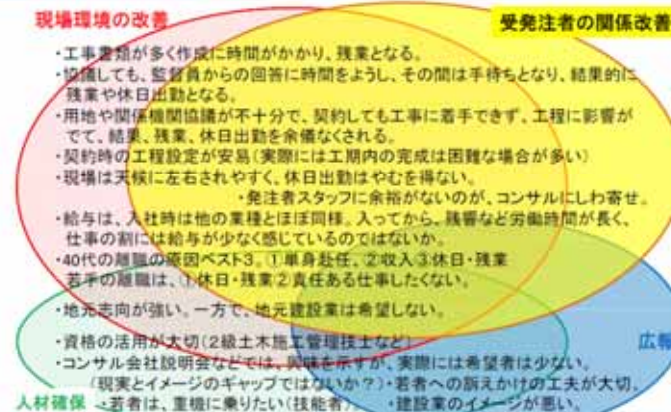 現場環境の改善
受発注者の関係改善
・工事書類が多く作成に時間がかかり、残業となる。
・協議しても、監督員からの回答に時間をようし、その間は手待ちとなり、結果的に
残業や休日出勤となる。
・用地や関係機関協議が不十分で、契約しても工事に着手できず、工程に影響が
でて、結果、残業、休日出勤を余儀なくされる。
・契約時の工程設定が安易(実際には工期内の完成は困難な場合が多い)
・現場は天候に左右されやすく、休日出勤はやむを得ない。
・発注者スタッフに余裕がないのが、コンサルにしわ寄せ。
・給与は、入社時は他の業種とほぼ同様。入ってから、残響など労働時間が長く、
仕事の割には給与が少なく感じているのではないか。
・40代の離職の原因ベスト3、①単身赴任、②収入③休日・残業
若手の離職は、①休日・残業②責任ある仕事したくない。
・地元志向が強い。一方で、地元建設業は希望しない。
・資格の活用が大切(2級土木施工管理技士など)
広報
・コンサル会社説明会などでは、興味を示すが、実際には希望者は少ない。
(現実とイメージのギャップではないか?)・若者への訴えかけの工夫が大切。
人材確保
・若者は、重機に乗りたい(技能者)
・建設業のイメージが悪い。